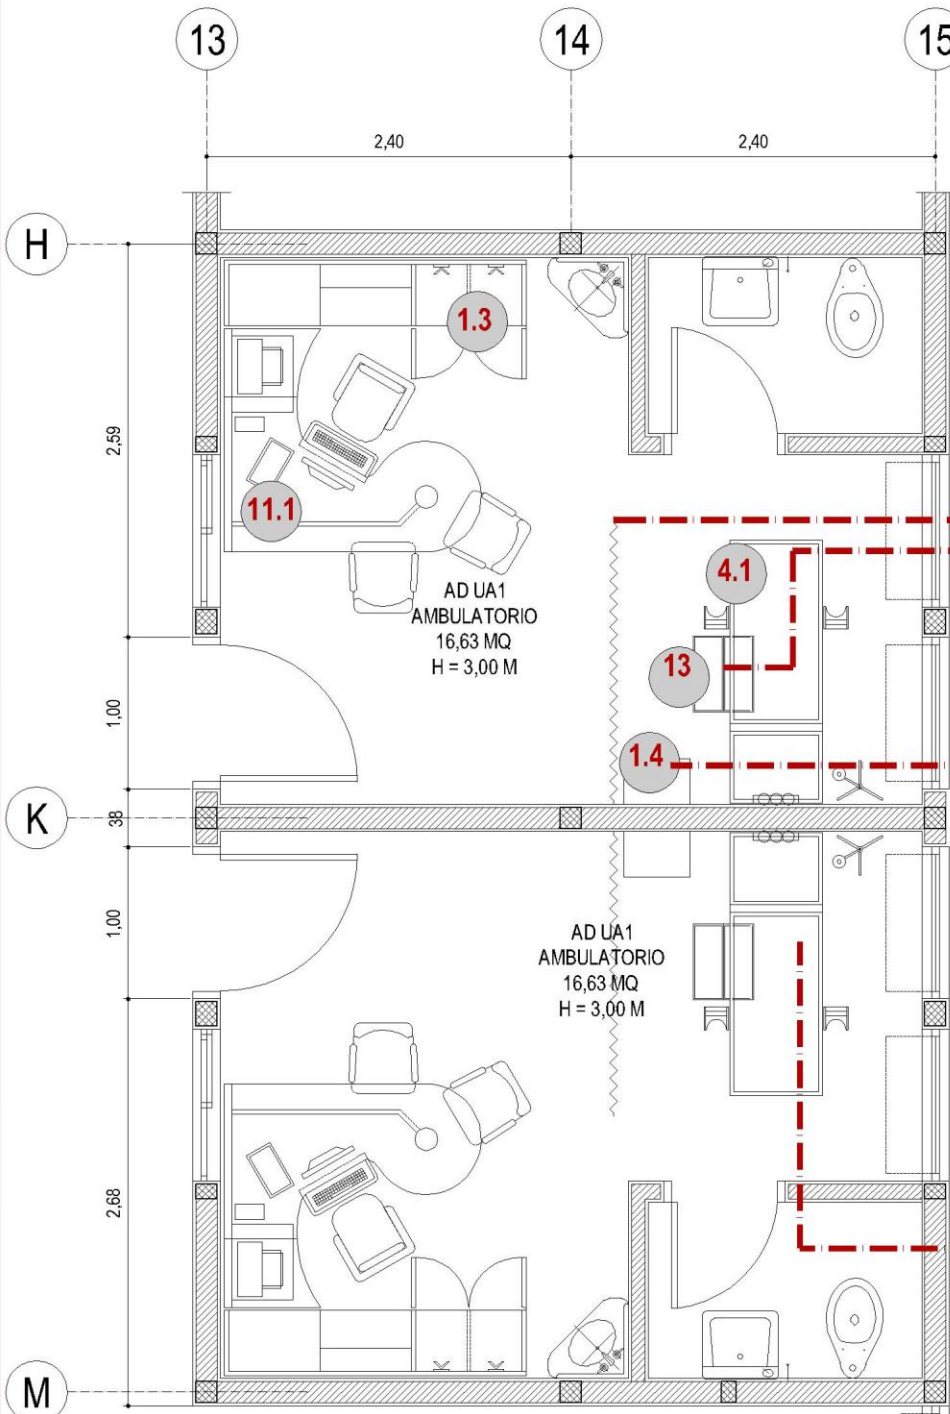 13
14
15
2,40
2,40
H
1.3
2,59
11.1
4.1
AD UA1
AMBULATORIO
16,63 MQ
H = 3,00 M
13
1,00
1.4
K
38
1,00
AD UA1
AMBULATORIO
16,63 MQ
H = 3,00 M
2,68
M